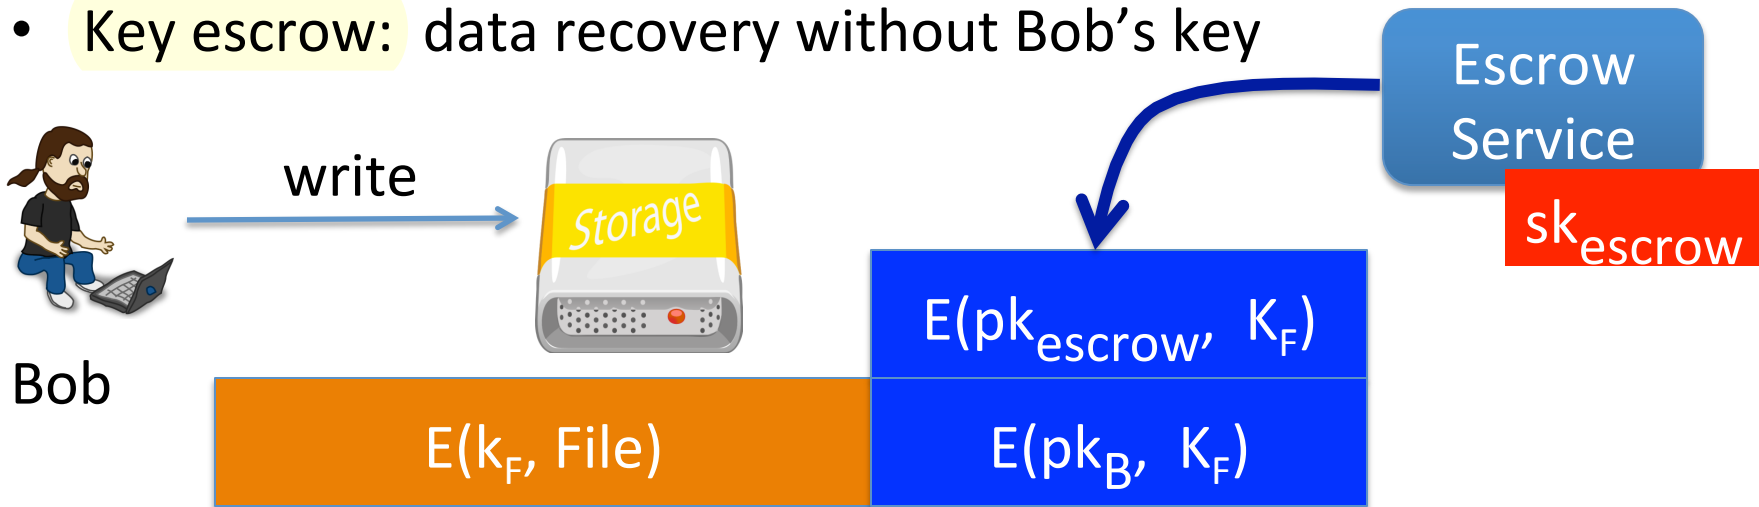 • Key escrow: data recovery without Bob’s key
Escrow
Service
write
Storage
sk_escrow
E(pk_escrow, K_F)
Bob
E(k_F, File)
E(pk_B, K_F)